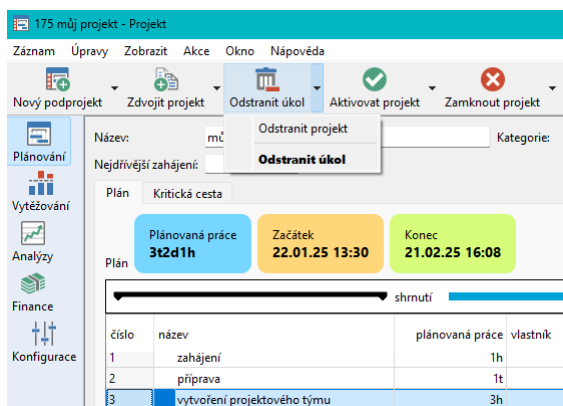 175 můj projekt - Projekt
Záznam Úpravy Zobrazit Akce Okno Nápověda
Nový podprojekt Zdvojit projekt Odstranit úkol Aktivovat projekt Zamknout projekt
Odstranit projekt
Odstranit úkol
Plánování
Vytěžování
Analýzy
Finance
Konfigurace
Název: mů Kategorie:
Nejdřívější zahájení:
Plán Kritická cesta
Plán
Plánovaná práce
3t2d1h
Začátek
22.01.25 13:30
Konec
21.02.25 16:08
shrnutí
číslo název plánovaná práce vlastník
1 zahájení 1h
2 příprava 1t
3 vytvoření projektového týmu 3h